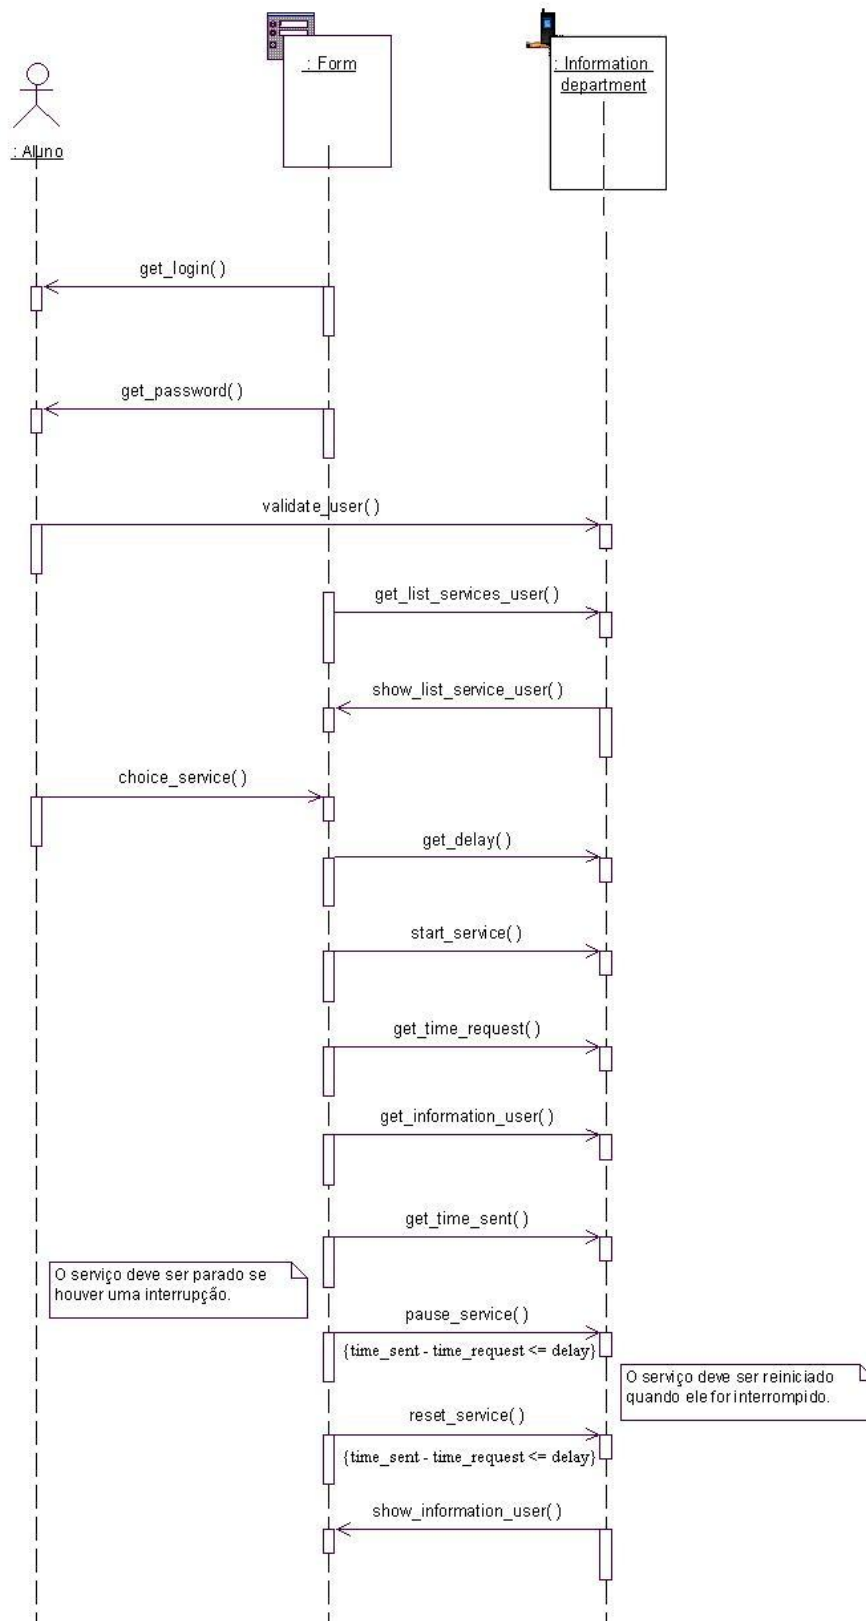 : Form
: Information
department
: Aluno
get_login( )
get_password( )
validate_user( )
get_list_services_user( )
show_list_service_user( )
choice_service( )
get_delay( )
start_service( )
get_time_request( )
get_information_user( )
get_time_sent( )
O serviço deve ser parado se
houver uma interrupção.
pause_service( )
{time_sent - time_request <= delay}
O serviço deve ser reiniciado
quando ele for interrompido.
reset_service( )
{time_sent - time_request <= delay}
show_information_user( )